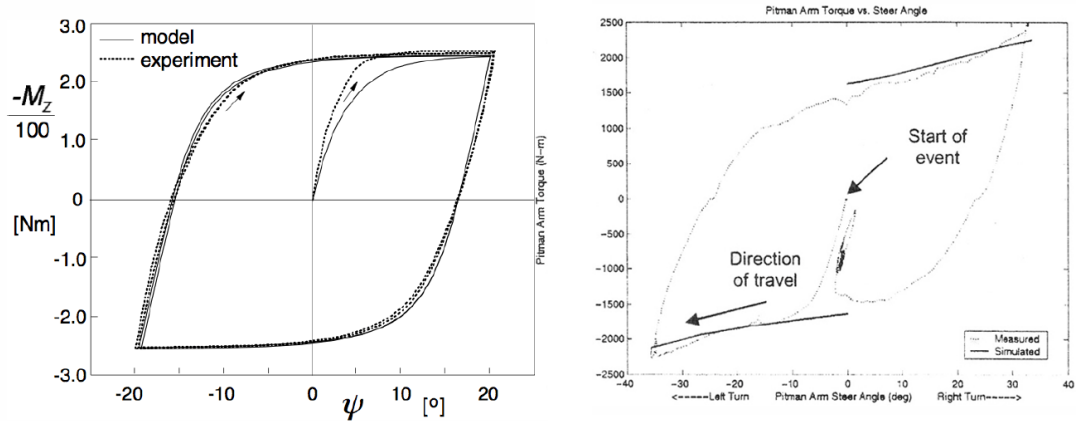 3.0
2.0
1.0
0
-1.0
-2.0
-3.0
-M_z
100
[Nm]
model
experiment
-20
-10
0
10
20
ψ
[º]
Pitman Arm Torque vs. Steer Angle
Pitman Arm Torque (N-m)
2500
2000
1500
1000
500
0
-500
-1000
-1500
-2000
-2500
Start of
event
Direction
of travel
Measured
Simulated
-40
-30
-20
-10
0
10
20
30
40
<-----Left Turn
Pitman Arm Steer Angle (deg)
Right Turn---->